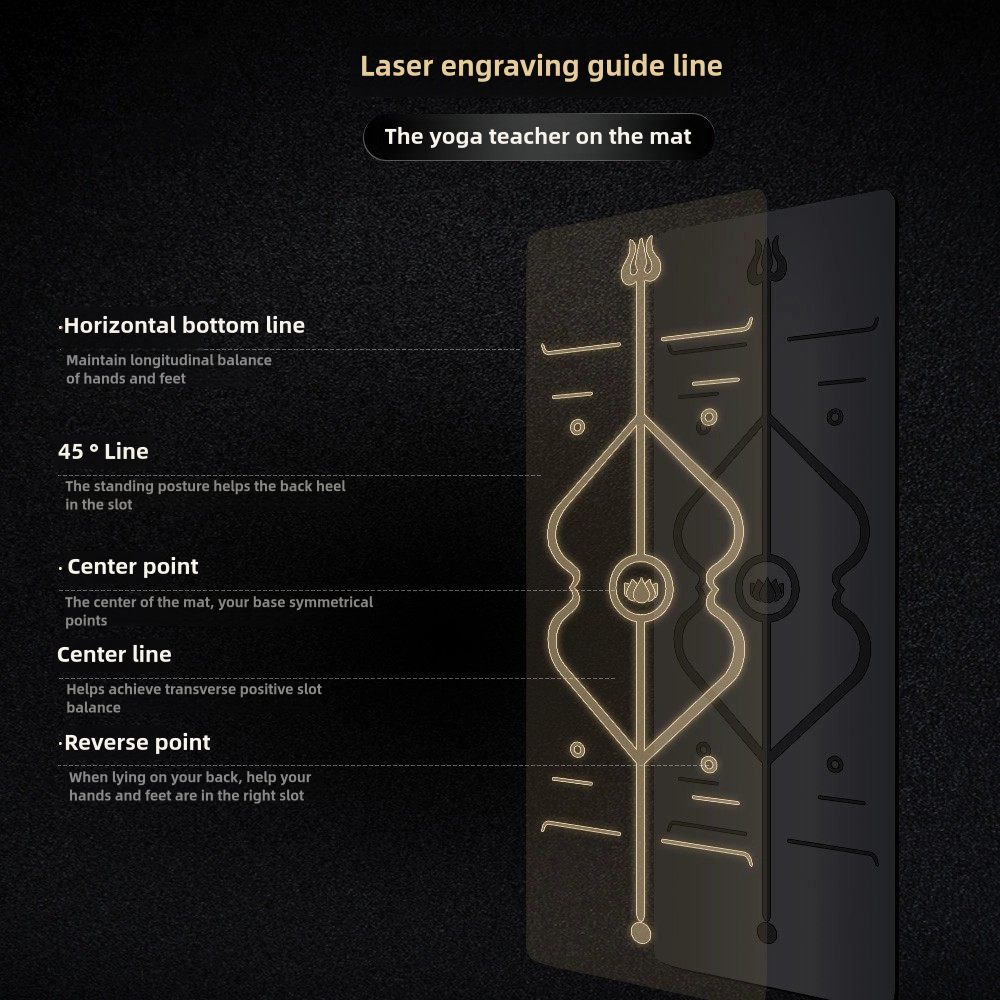 Laser engraving guide line
The yoga teacher on the mat
·Horizontal bottom line
Maintain longitudinal balance
of hands and feet
45 ° Line
The standing posture helps the back heel
in the slot
· Center point
The center of the mat, your base symmetrical
points
Center line
Helps achieve transverse positive slot
balance
·Reverse point
When lying on your back, help your
hands and feet are in the right slot